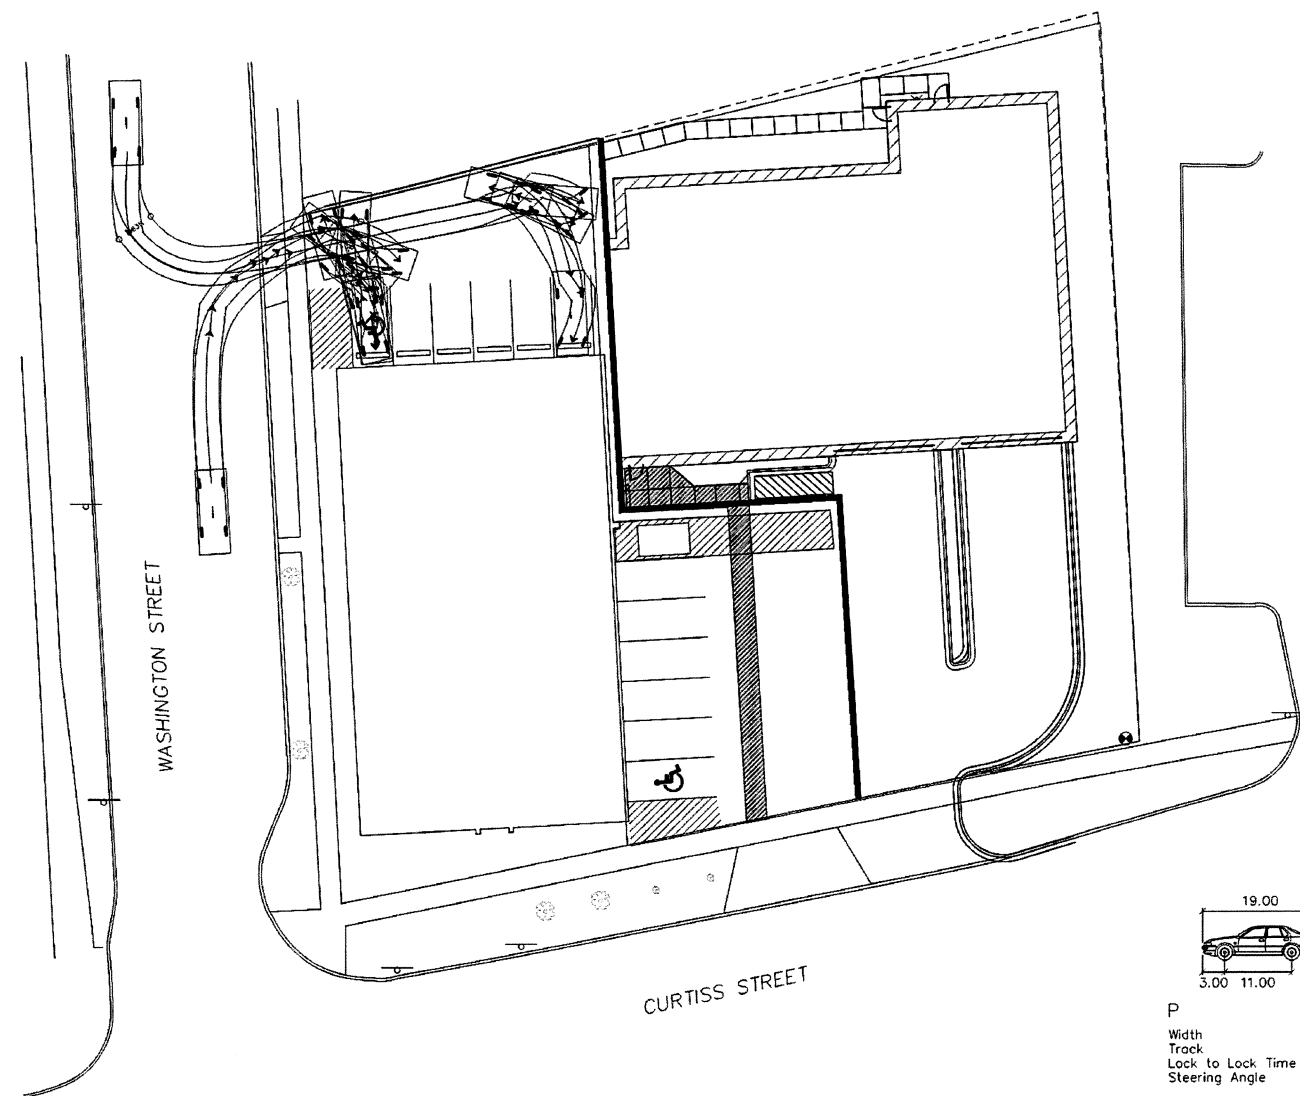 WASHINGTON STREET
CURTISS STREET
19.00
3.00 11.00
P
Width
Track
Lock to Lock Time
Steering Angle